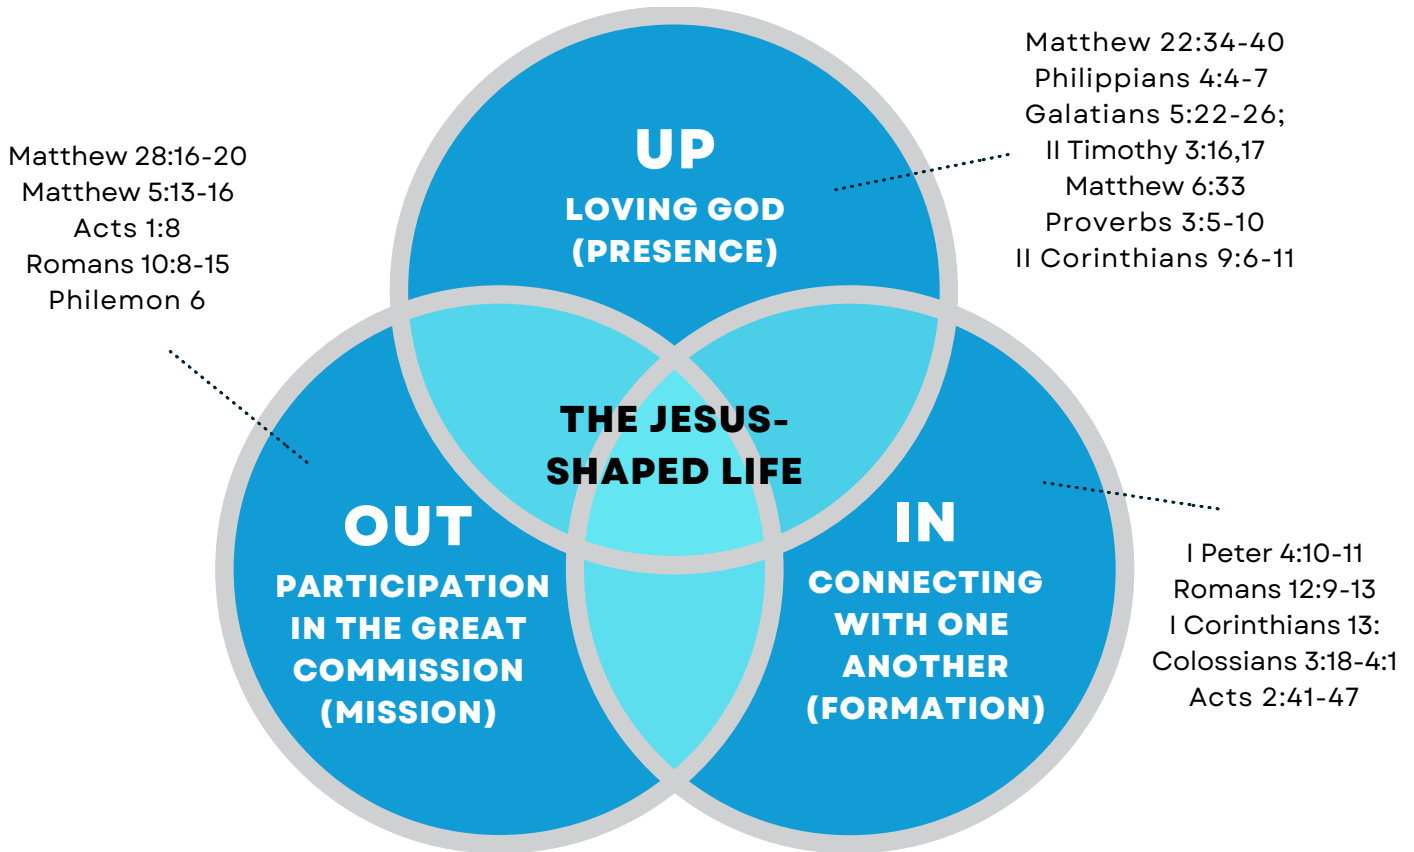 Matthew 22:34-40
Philippians 4:4-7
Galatians 5:22-26;
II Timothy 3:16,17
Matthew 6:33
Proverbs 3:5-10
II Corinthians 9:6-11
Matthew 28:16-20
Matthew 5:13-16
Acts 1:8
Romans 10:8-15
Philemon 6
UP
LOVING GOD
(PRESENCE)
THE JESUS-
SHAPED LIFE
OUT
PARTICIPATION
IN THE GREAT
COMMISSION
(MISSION)
IN
CONNECTING
WITH ONE
ANOTHER
(FORMATION)
I Peter 4:10-11
Romans 12:9-13
I Corinthians 13:
Colossians 3:18-4:1
Acts 2:41-47